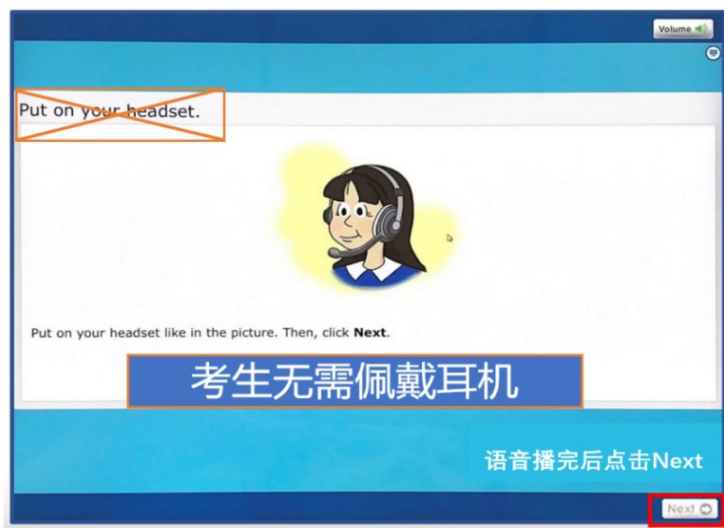 Volume
Put on your headset.
Put on your headset like in the picture. Then, click Next.
考生无需佩戴耳机
语音播完后点击Next
Next